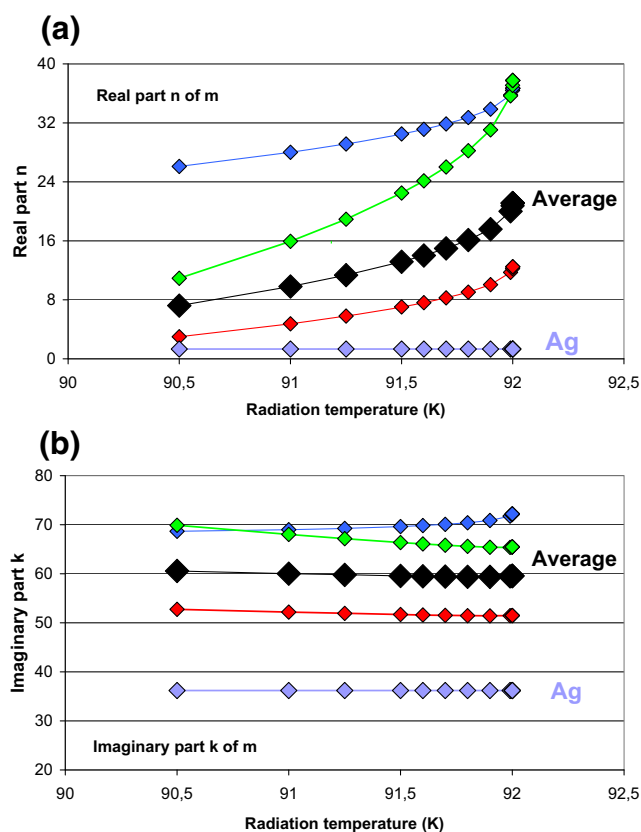 (a)
40
32
24
16
8
0
Real part n
Real part n of m
Average
Ag
90
90,5
91
91,5
92
92,5
Radiation temperature (K)
(b)
80
70
60
50
40
30
20
Imaginary part k
Average
Ag
Imaginary part k of m
90
90,5
91
91,5
92
92,5
Radiation temperature (K)